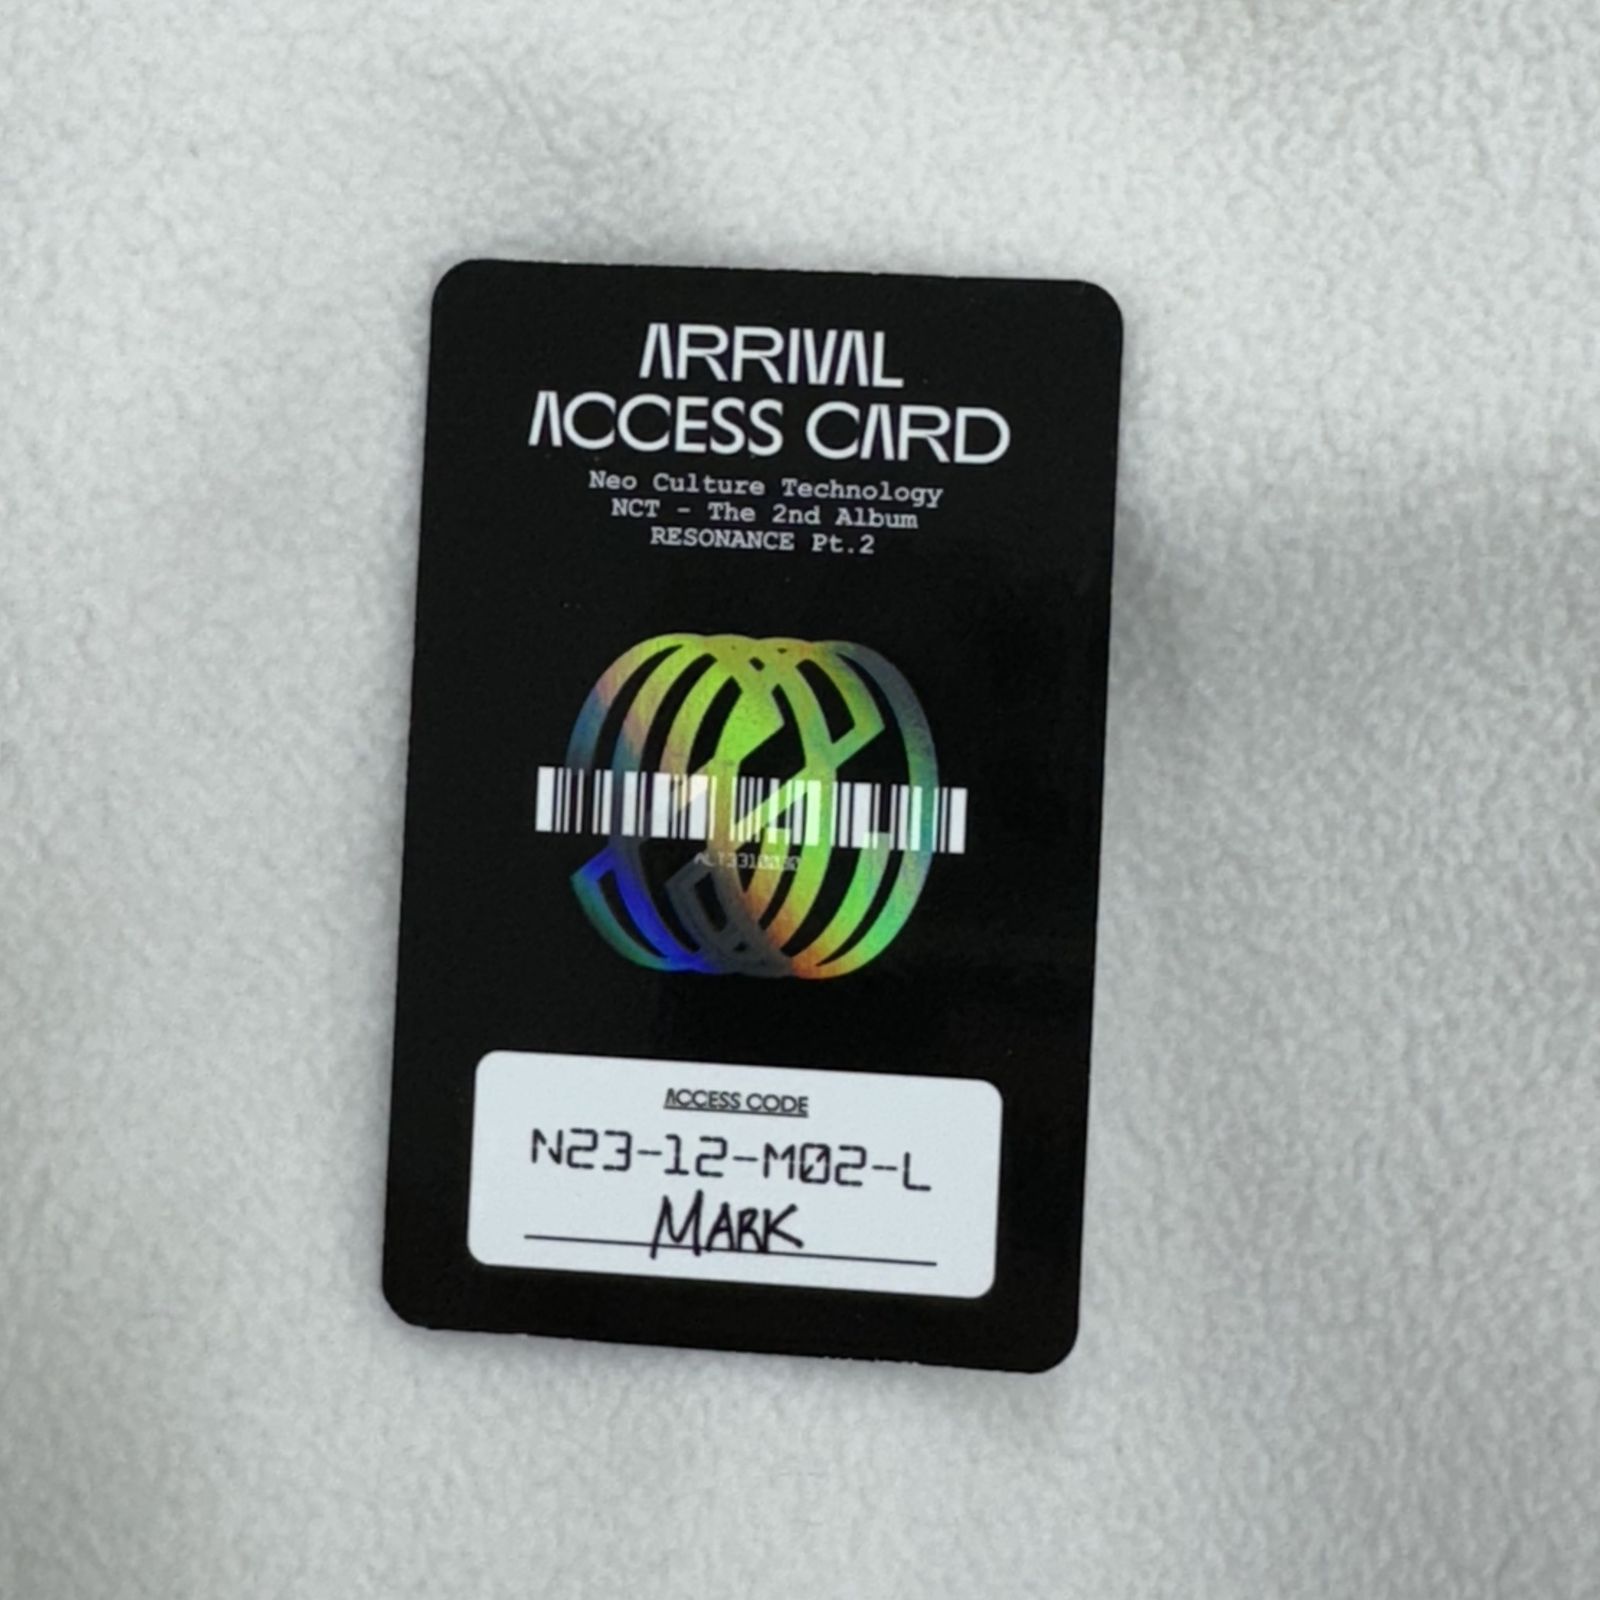 ARRIVAL
ACCESS CARD
Neo Culture Technology
NCT - The 2nd Album
RESONANCE Pt.2
ACCESS CODE
N23-12-M02-L
MARK